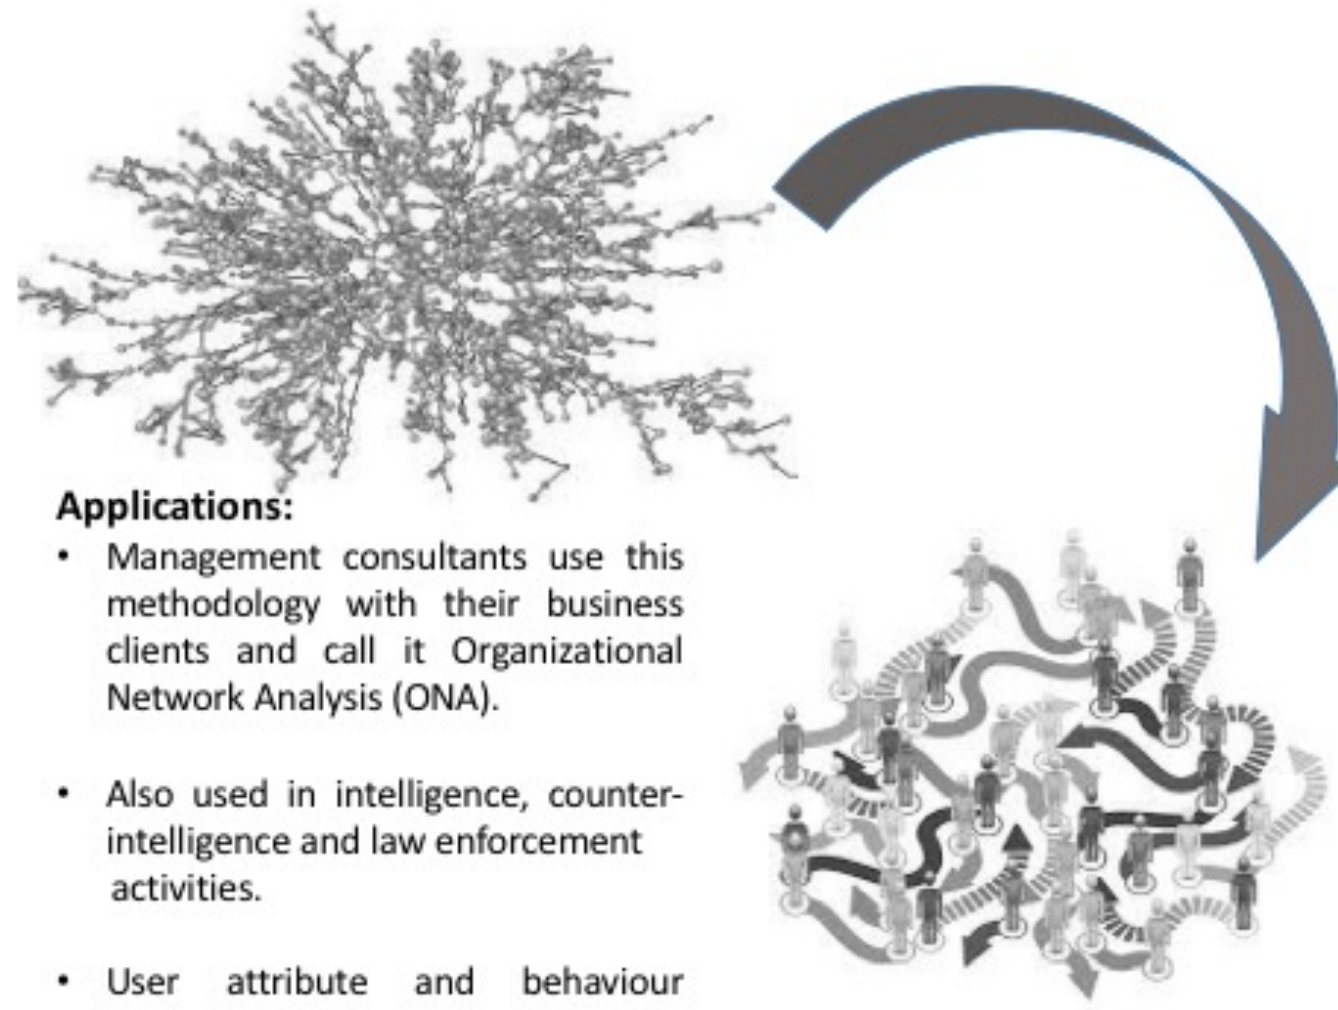 Applications:
• Management consultants use this
methodology with their business
clients and call it Organizational
Network Analysis (ONA).
• Also used in intelligence, counter-
intelligence and law enforcement
activities.
• User attribute and behaviour